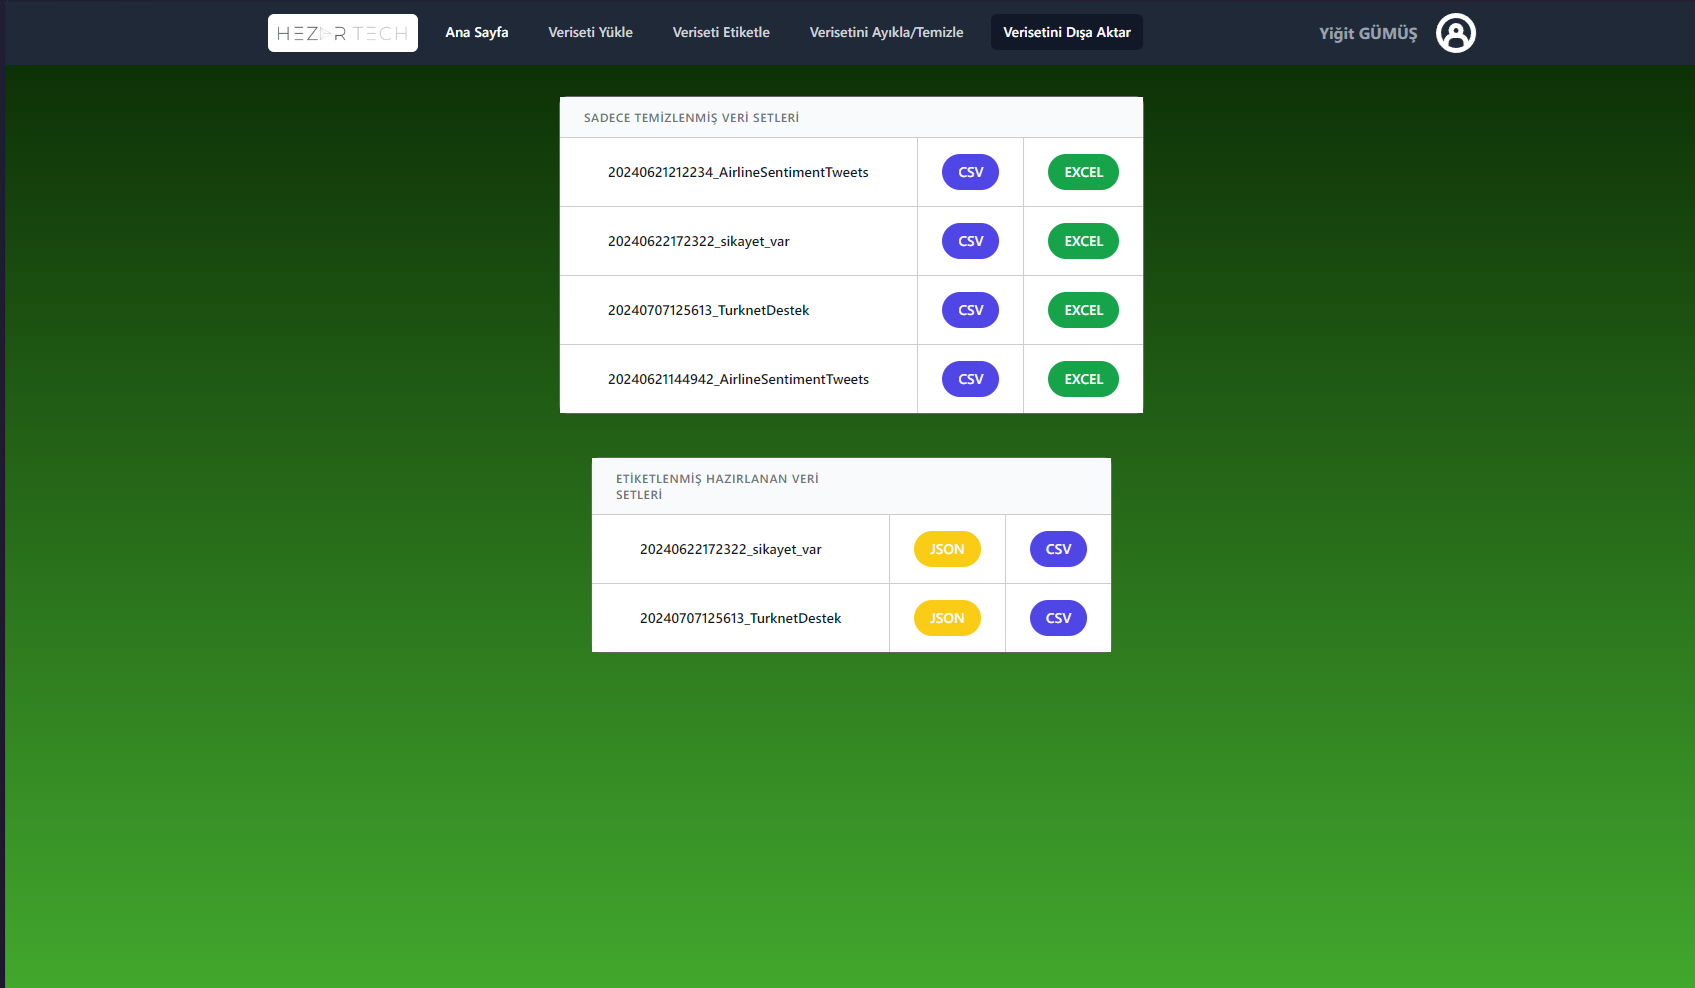 HEZAR TECH
Ana Sayfa
Veriseti Yükle
Veriseti Etiketle
Verisetini Ayıkla/Temizle
Verisetini Dışa Aktar
Yiğit GÜMÜŞ
SADECE TEMİZLENMİŞ VERİ SETLERİ
20240621212234_AirlineSentimentTweets
CSV
EXCEL
20240622172322_sikayet_var
CSV
EXCEL
20240707125613_TurknetDestek
CSV
EXCEL
20240621144942_AirlineSentimentTweets
CSV
EXCEL
ETİKETLENMİŞ HAZIRLANAN VERİ
SETLERİ
20240622172322_sikayet_var
JSON
CSV
20240707125613_TurknetDestek
JSON
CSV